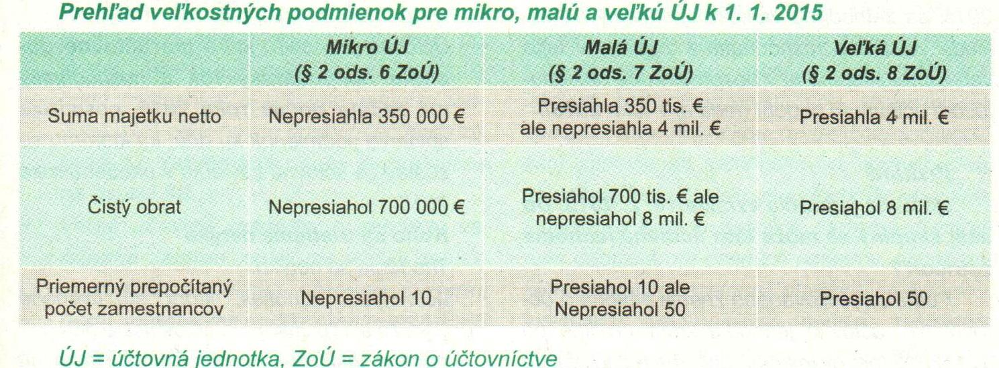 Prehľad veľkostných podmienok pre mikro, malú a veľkú ÚJ k 1. 1. 2015
Mikro ÚJ
(§ 2 ods. 6 ZoÚ)
Malá ÚJ
(§ 2 ods. 7 ZoÚ)
Veľká ÚJ
(§ 2 ods. 8 ZoÚ)
Suma majetku netto
Nepresiahla 350 000 €
Presiahla 350 tis. €
ale nepresiahla 4 mil. €
Presiahla 4 mil. €
Čistý obrat
Nepresiahol 700 000 €
Presiahol 700 tis. € ale
nepresiahol 8 mil. €
Presiahol 8 mil. €
Priemerný prepočítaný
počet zamestnancov
Nepresiahol 10
Presiahol 10 ale
Nepresiahol 50
Presiahol 50
ÚJ = účtovná jednotka, ZoÚ = zákon o účtovníctve